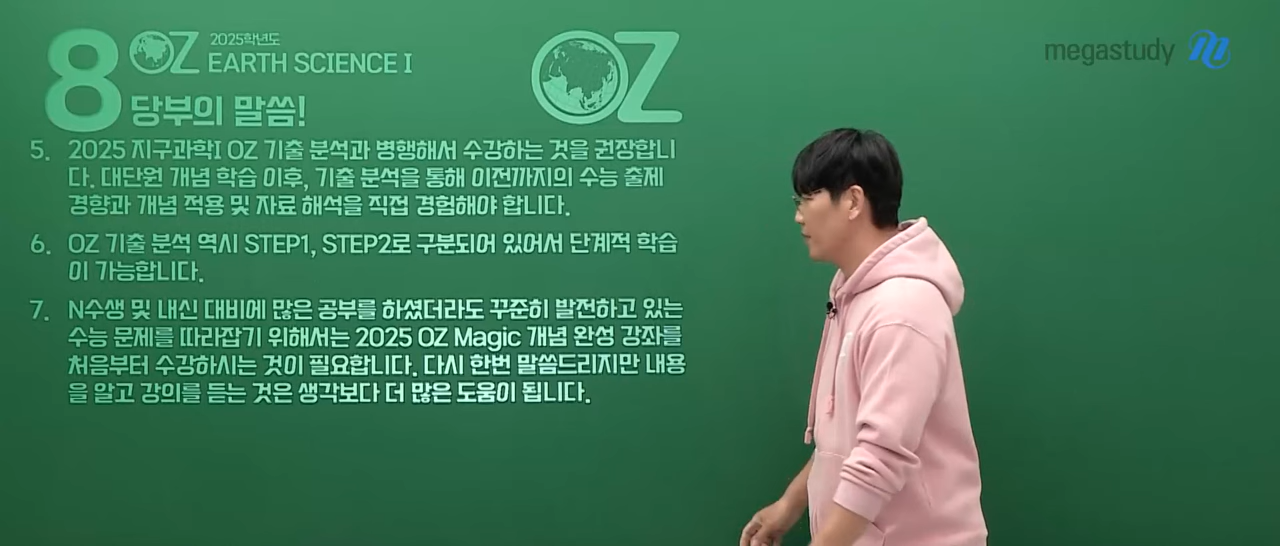 8
OZ 2025학년도
EARTH SCIENCE I
당부의 말씀!
OZ
megastudy
5. 2025 지구과학I OZ 기출 분석과 병행해서 수강하는 것을 권장합니
다. 대단원 개념 학습 이후, 기출 분석을 통해 이전까지의 수능 출제
경향과 개념 적용 및 자료 해석을 직접 경험해야 합니다.
6. OZ 기출 분석 역시 STEP1, STEP2로 구분되어 있어서 단계적 학습
이 가능합니다.
7. N수생 및 내신 대비에 많은 공부를 하셨더라도 꾸준히 발전하고 있는
수능 문제를 따라잡기 위해서는 2025 OZ Magic 개념 완성 강좌를
처음부터 수강하시는 것이 필요합니다. 다시 한번 말씀드리지만 내용
을 알고 강의를 듣는 것은 생각보다 더 많은 도움이 됩니다.